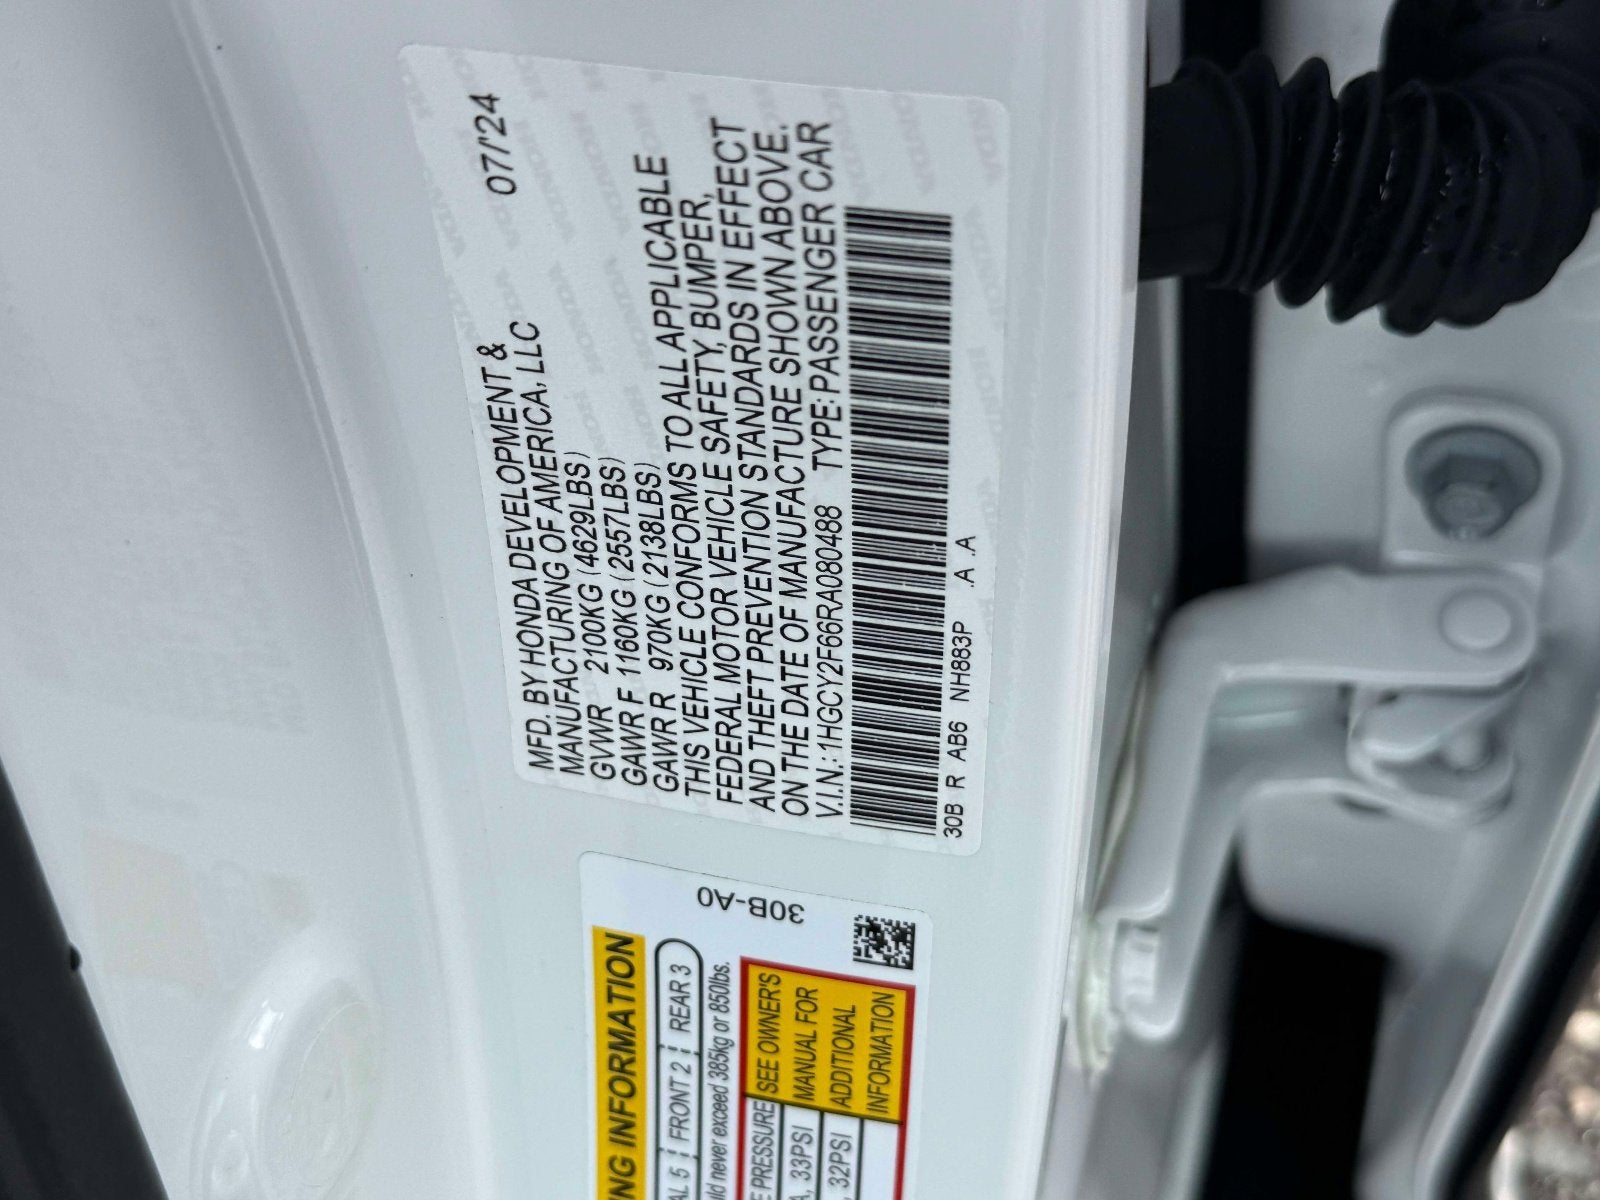 07/'24
MFD. BY HONDA DEVELOPMENT &
MANUFACTURING OF AMERICA, LLC
GVWR 2100KG (4629LBS)
GAWR F 1160KG (2557LBS)
GAWR R 970KG (2138LBS)
THIS VEHICLE CONFORMS TO ALL APPLICABLE
FEDERAL MOTOR VEHICLE SAFETY, BUMPER,
AND THEFT PREVENTION STANDARDS IN EFFECT
ON THE DATE OF MANUFACTURE SHOWN ABOVE.
V.I.N.: 1HGCY2F66RA080488 TYPE: PASSENGER CAR
30B R AB6 NH883P .A .A
30B-A0
INFORMATION
5 FRONT 2 REAR 3
never exceed 385kg or 850lbs.
PRESSURE
33PSI
32PSI
SEE OWNER'S
MANUAL FOR
ADDITIONAL
INFORMATION